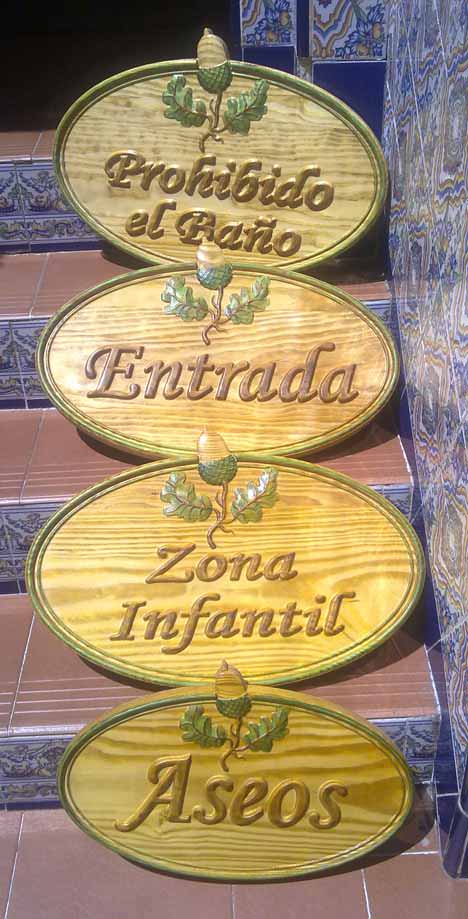 Prohibido
el Baño
Entrada
Zona
Infantil
Aseos